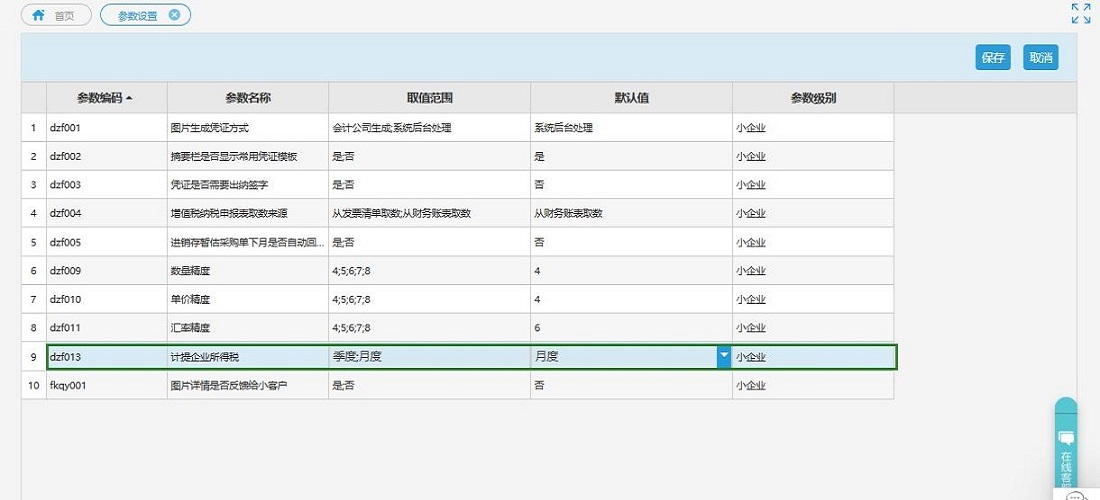 首页 参数设置
保存 取消
参数编码 参数名称 取值范围 默认值 参数级别
1 dzf001 图片生成凭证方式 会计公司生成;系统后台处理 系统后台处理 小企业
2 dzf002 摘要栏是否显示常用凭证模板 是;否 是 小企业
3 dzf003 凭证是否需要出纳签字 是;否 否 小企业
4 dzf004 增值税纳税申报表取数来源 从发票清单取数;从财务账表取数 从财务账表取数 小企业
5 dzf005 进销存暂估采购单下月是否自动回... 是;否 否 小企业
6 dzf009 数量精度 4;5;6;7;8 4 小企业
7 dzf010 单价精度 4;5;6;7;8 4 小企业
8 dzf011 汇率精度 4;5;6;7;8 6 小企业
9 dzf013 计提企业所得税 季度;月度 月度 小企业
10 fkqy001 图片详情是否反馈给小客户 是;否 否 小企业
在线客服